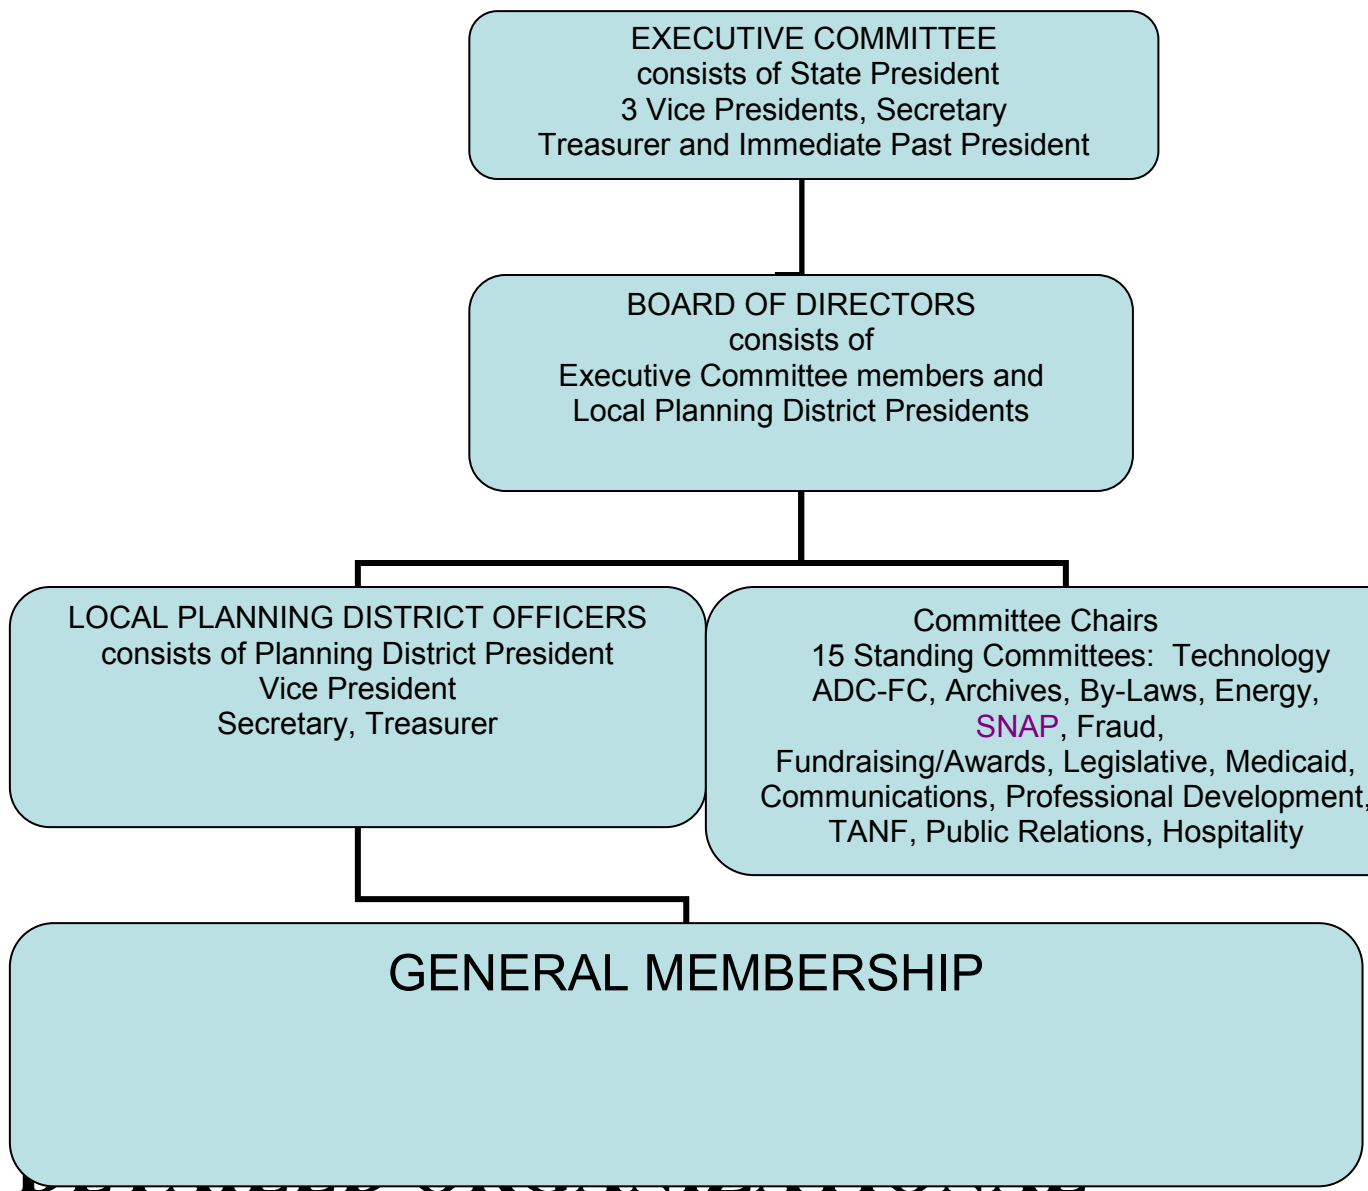 EXECUTIVE COMMITTEE
consists of State President
3 Vice Presidents, Secretary
Treasurer and Immediate Past President
BOARD OF DIRECTORS
consists of
Executive Committee members and
Local Planning District Presidents
LOCAL PLANNING DISTRICT OFFICERS
consists of Planning District President
Vice President
Secretary, Treasurer
Committee Chairs
15 Standing Committees: Technology
ADC-FC, Archives, By-Laws, Energy,
SNAP, Fraud,
Fundraising/Awards, Legislative, Medicaid,
Communications, Professional Development,
TANF, Public Relations, Hospitality
GENERAL MEMBERSHIP